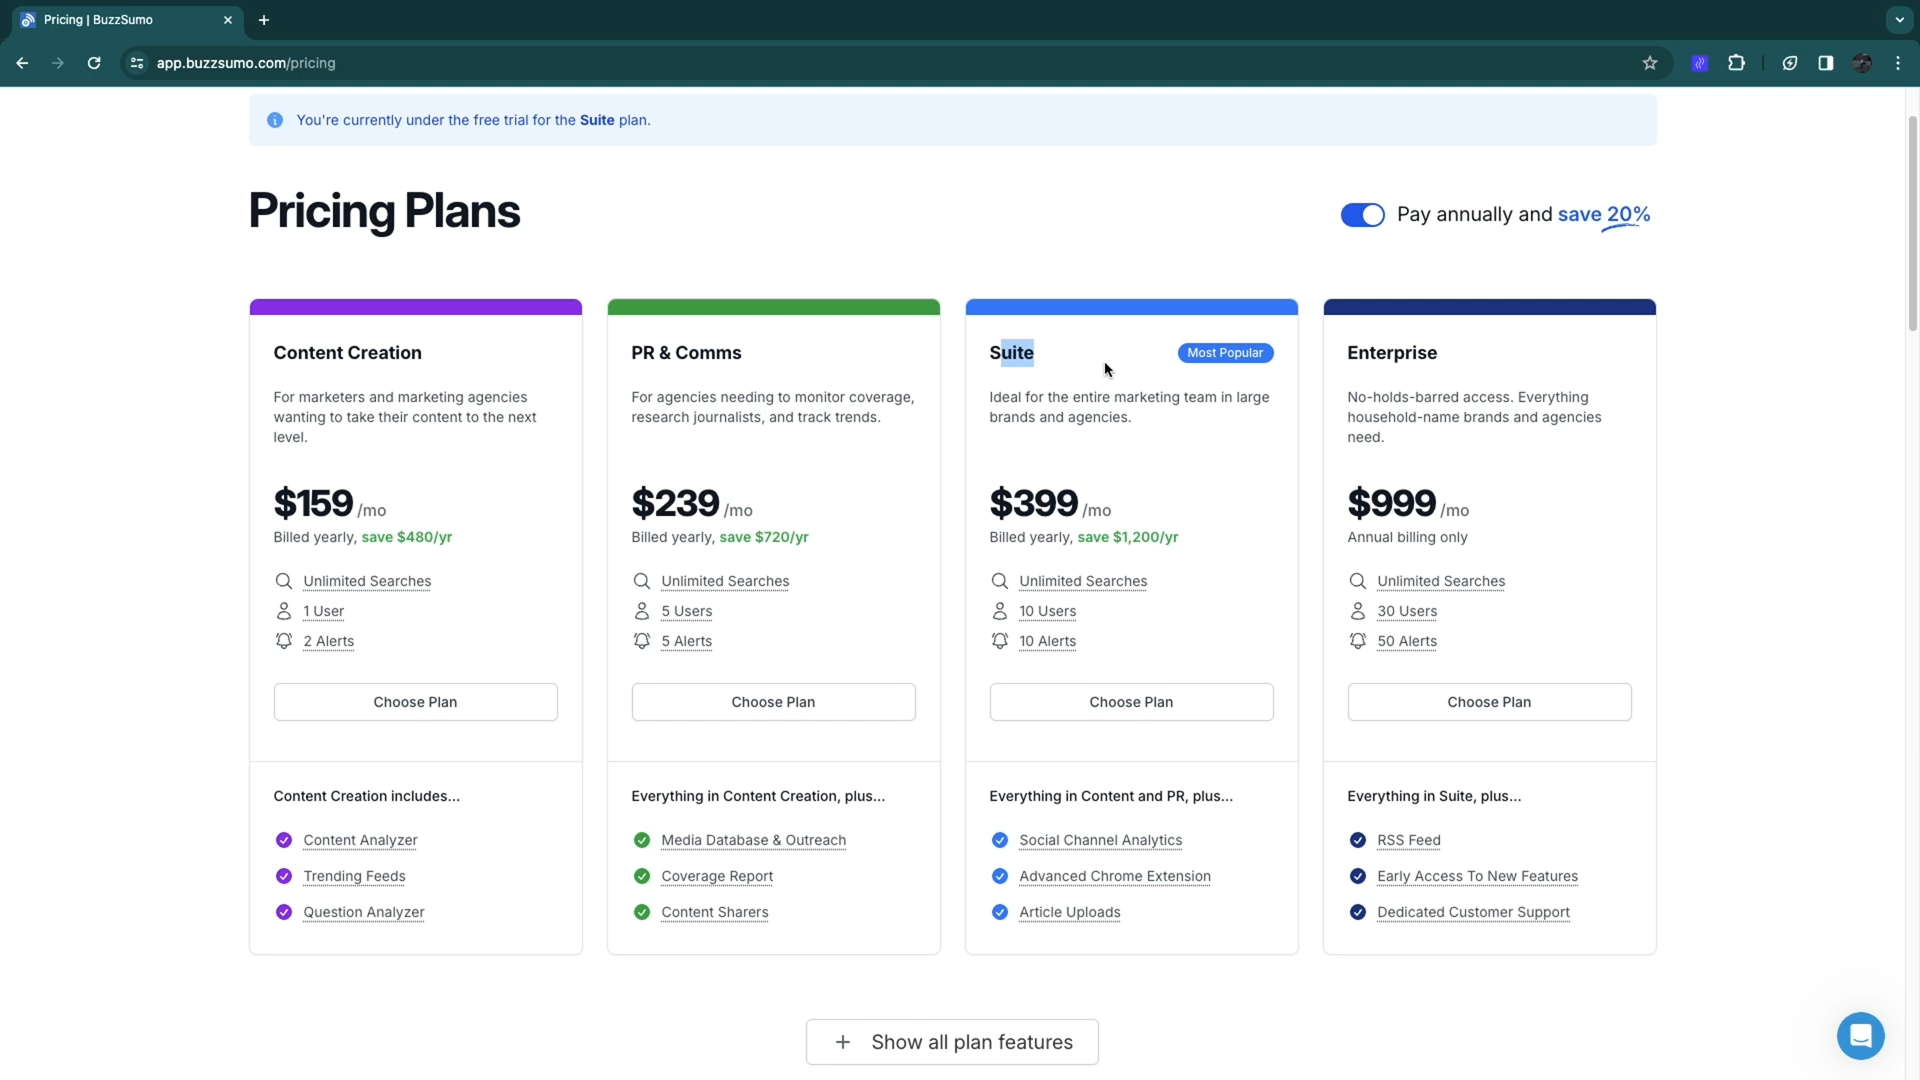 Pricing | BuzzSumo
app.buzzsumo.com/pricing
You're currently under the free trial for the Suite plan.
Pricing Plans
Pay annually and save 20%
Content Creation
For marketers and marketing agencies
wanting to take their content to the next
level.
$159 /mo
Billed yearly, save $480/yr
Unlimited Searches
1 User
2 Alerts
Choose Plan
Content Creation includes...
Content Analyzer
Trending Feeds
Question Analyzer
PR & Comms
For agencies needing to monitor coverage,
research journalists, and track trends.
$239 /mo
Billed yearly, save $720/yr
Unlimited Searches
5 Users
5 Alerts
Choose Plan
Everything in Content Creation, plus...
Media Database & Outreach
Coverage Report
Content Sharers
Suite
Most Popular
Ideal for the entire marketing team in large
brands and agencies.
$399 /mo
Billed yearly, save $1,200/yr
Unlimited Searches
10 Users
10 Alerts
Choose Plan
Everything in Content and PR, plus...
Social Channel Analytics
Advanced Chrome Extension
Article Uploads
Enterprise
No-holds-barred access. Everything
household-name brands and agencies
need.
$999 /mo
Annual billing only
Unlimited Searches
30 Users
50 Alerts
Choose Plan
Everything in Suite, plus...
RSS Feed
Early Access To New Features
Dedicated Customer Support
Show all plan features